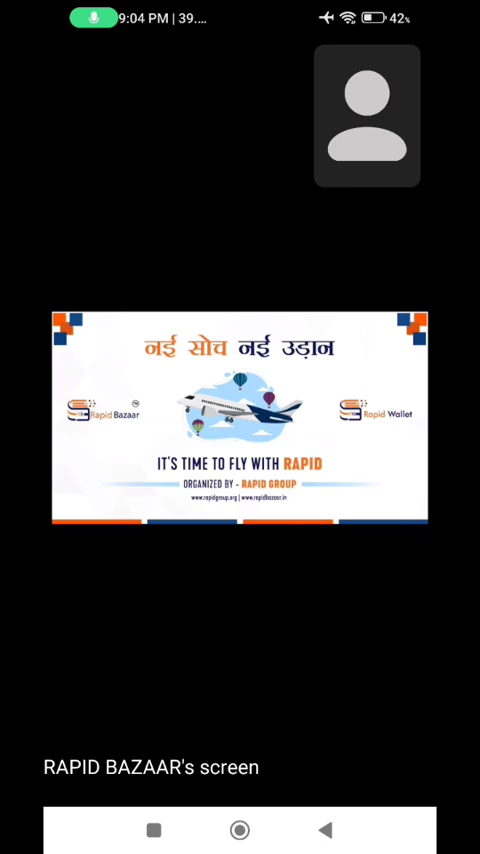 9:04 PM | 39....
42%
नई सोच नई उड़ान
Rapid Bazaar
TM
Rapid Wallet
IT'S TIME TO FLY WITH RAPID
ORGANIZED BY - RAPID GROUP
www.rapidgroup.org | www.rapidbazaar.in
RAPID BAZAAR's screen